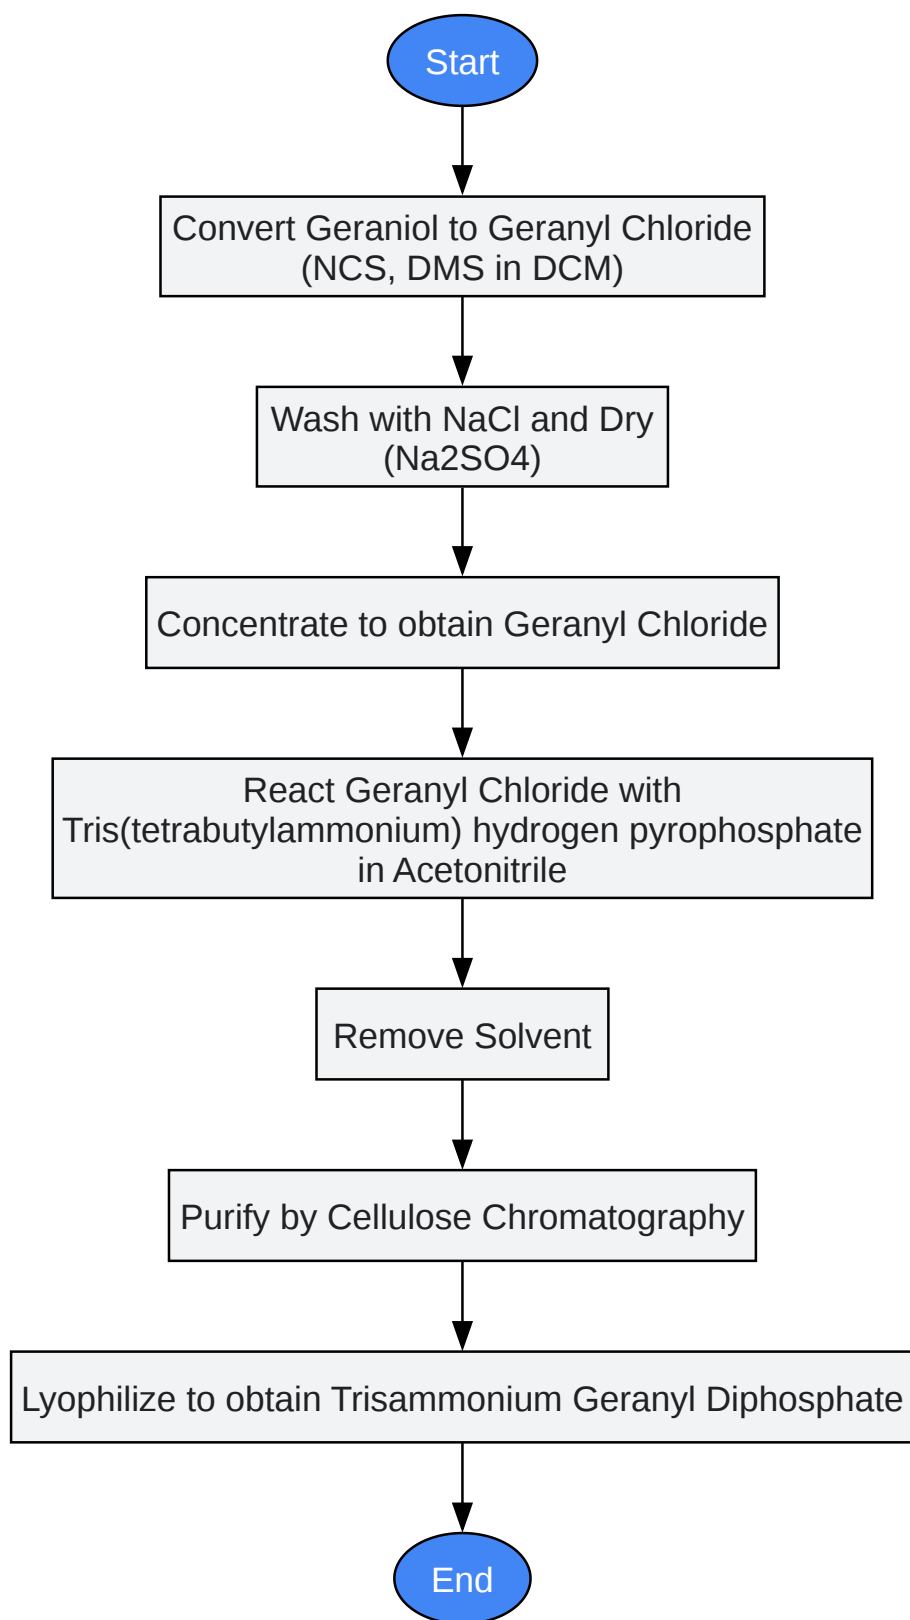 Start
Convert Geraniol to Geranyl Chloride
(NCS, DMS in DCM)
Wash with NaCl and Dry
(Na2SO4)
Concentrate to obtain Geranyl Chloride
React Geranyl Chloride with
Tris(tetrabutylammonium) hydrogen pyrophosphate
in Acetonitrile
Remove Solvent
Purify by Cellulose Chromatography
Lyophilize to obtain Trisammonium Geranyl Diphosphate
End